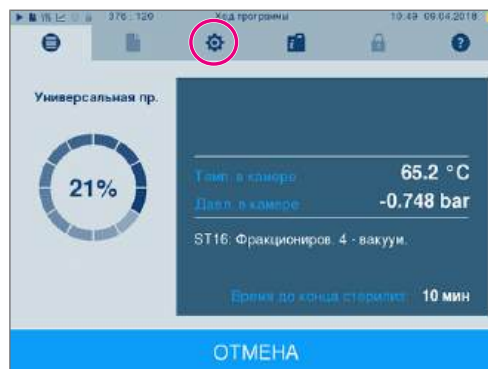 376 : 120 Ход программы 10:49 09.04.2018
Универсальная пр.
21%
Темп. в камере 65.2 °C
Давл. в камере -0.748 bar
ST16: Фракциониров. 4 - вакуум.
Время до конца стерилиз. 10 мин
ОТМЕНА